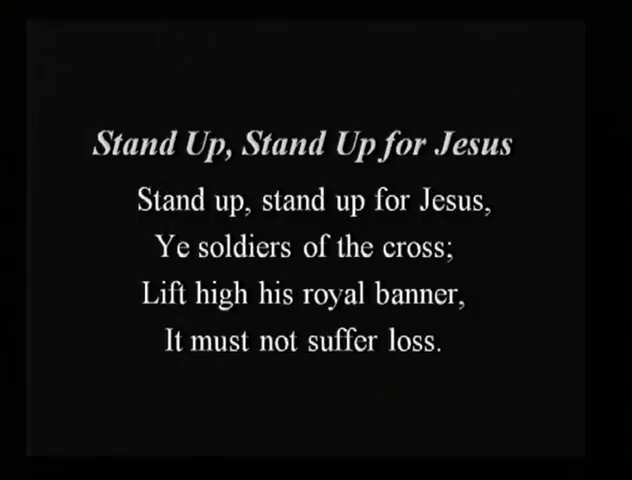 Stand Up, Stand Up for Jesus
Stand up, stand up for Jesus,
Ye soldiers of the cross;
Lift high his royal banner,
It must not suffer loss.